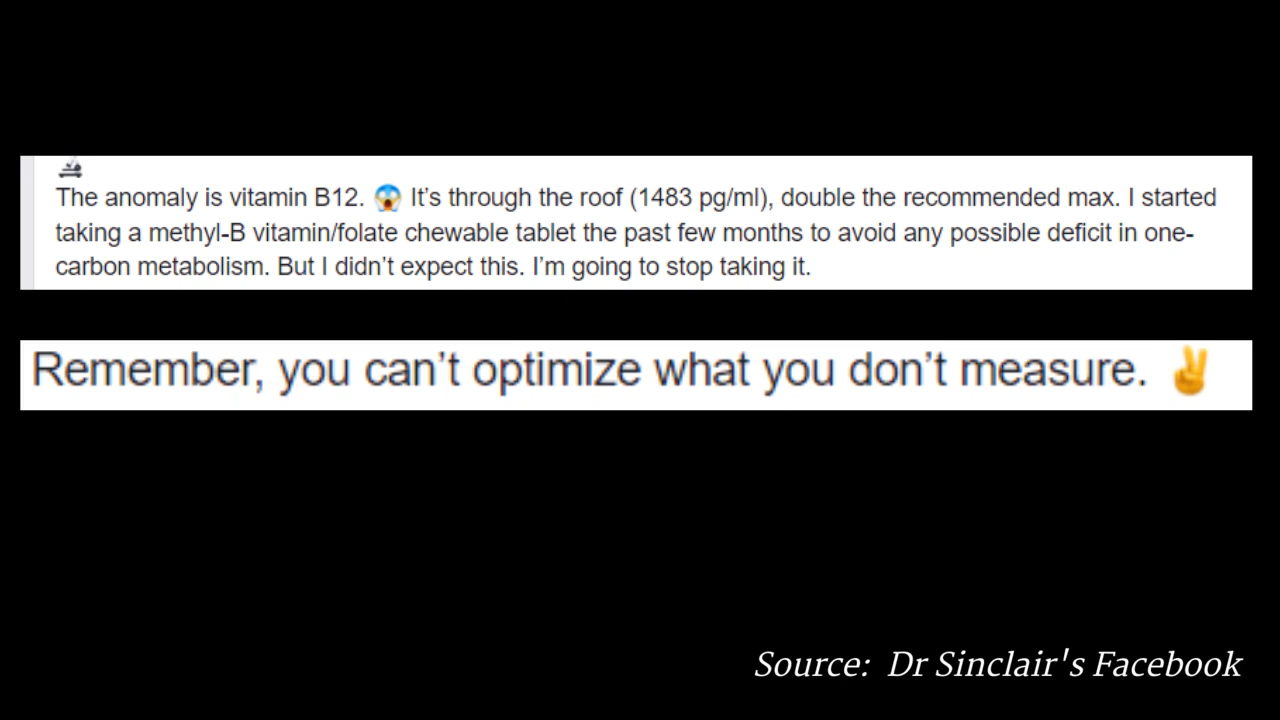 The anomaly is vitamin B12. 😱 It’s through the roof (1483 pg/ml), double the recommended max. I started
taking a methyl-B vitamin/folate chewable tablet the past few months to avoid any possible deficit in one-
carbon metabolism. But I didn’t expect this. I’m going to stop taking it.
Remember, you can’t optimize what you don’t measure. ✌️
Source: Dr Sinclair's Facebook